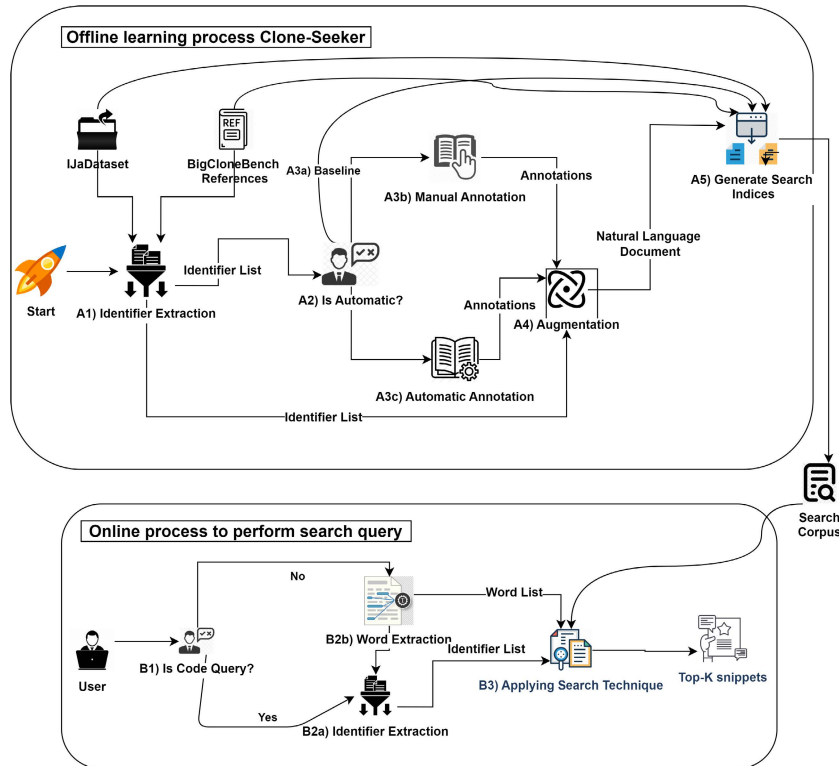 Offline learning process Clone-Seeker
REF
IJaDataset
BigCloneBench
References
A3a) Baseline
A3b) Manual Annotation
Annotations
A5) Generate Search
Indices
Natural Language
Document
Identifier List
Start
A1) Identifier Extraction
A2) Is Automatic?
Annotations
A4) Augmentation
A3c) Automatic Annotation
Identifier List
Search
Corpus
Online process to perform search query
No
Word List
B2b) Word Extraction
Identifier List
User
B1) Is Code Query?
B3) Applying Search Technique
Top-K snippets
Yes
B2a) Identifier Extraction